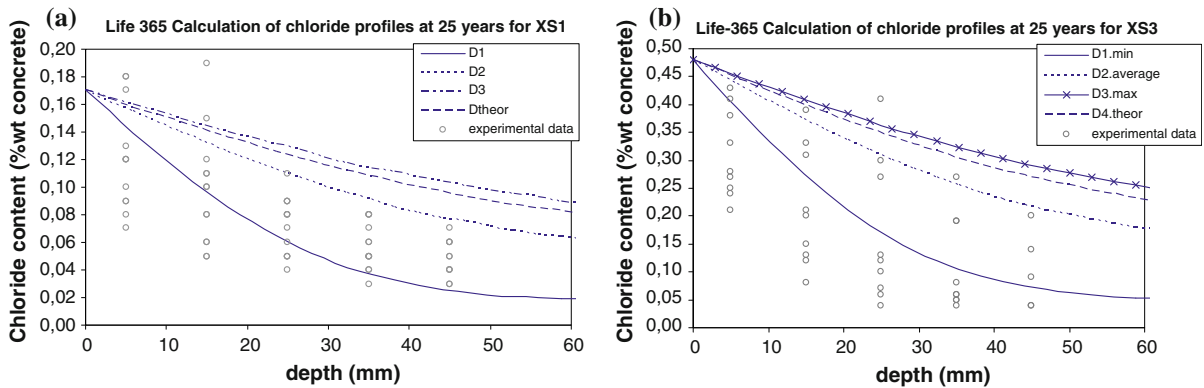 (a) Life 365 Calculation of chloride profiles at 25 years for XS1
Chloride content (%wt concrete)
0,20
0,18
0,16
0,14
0,12
0,10
0,08
0,06
0,04
0,02
0,00
D1
D2
D3
Dtheor
experimental data
0 10 20 30 40 50 60
depth (mm)
(b) Life-365 Calculation of chloride profiles at 25 years for XS3
Chloride content (%wt concrete)
0,50
0,45
0,40
0,35
0,30
0,25
0,20
0,15
0,10
0,05
0,00
D1.min
D2.average
D3.max
D4.theor
experimental data
0 10 20 30 40 50 60
depth (mm)